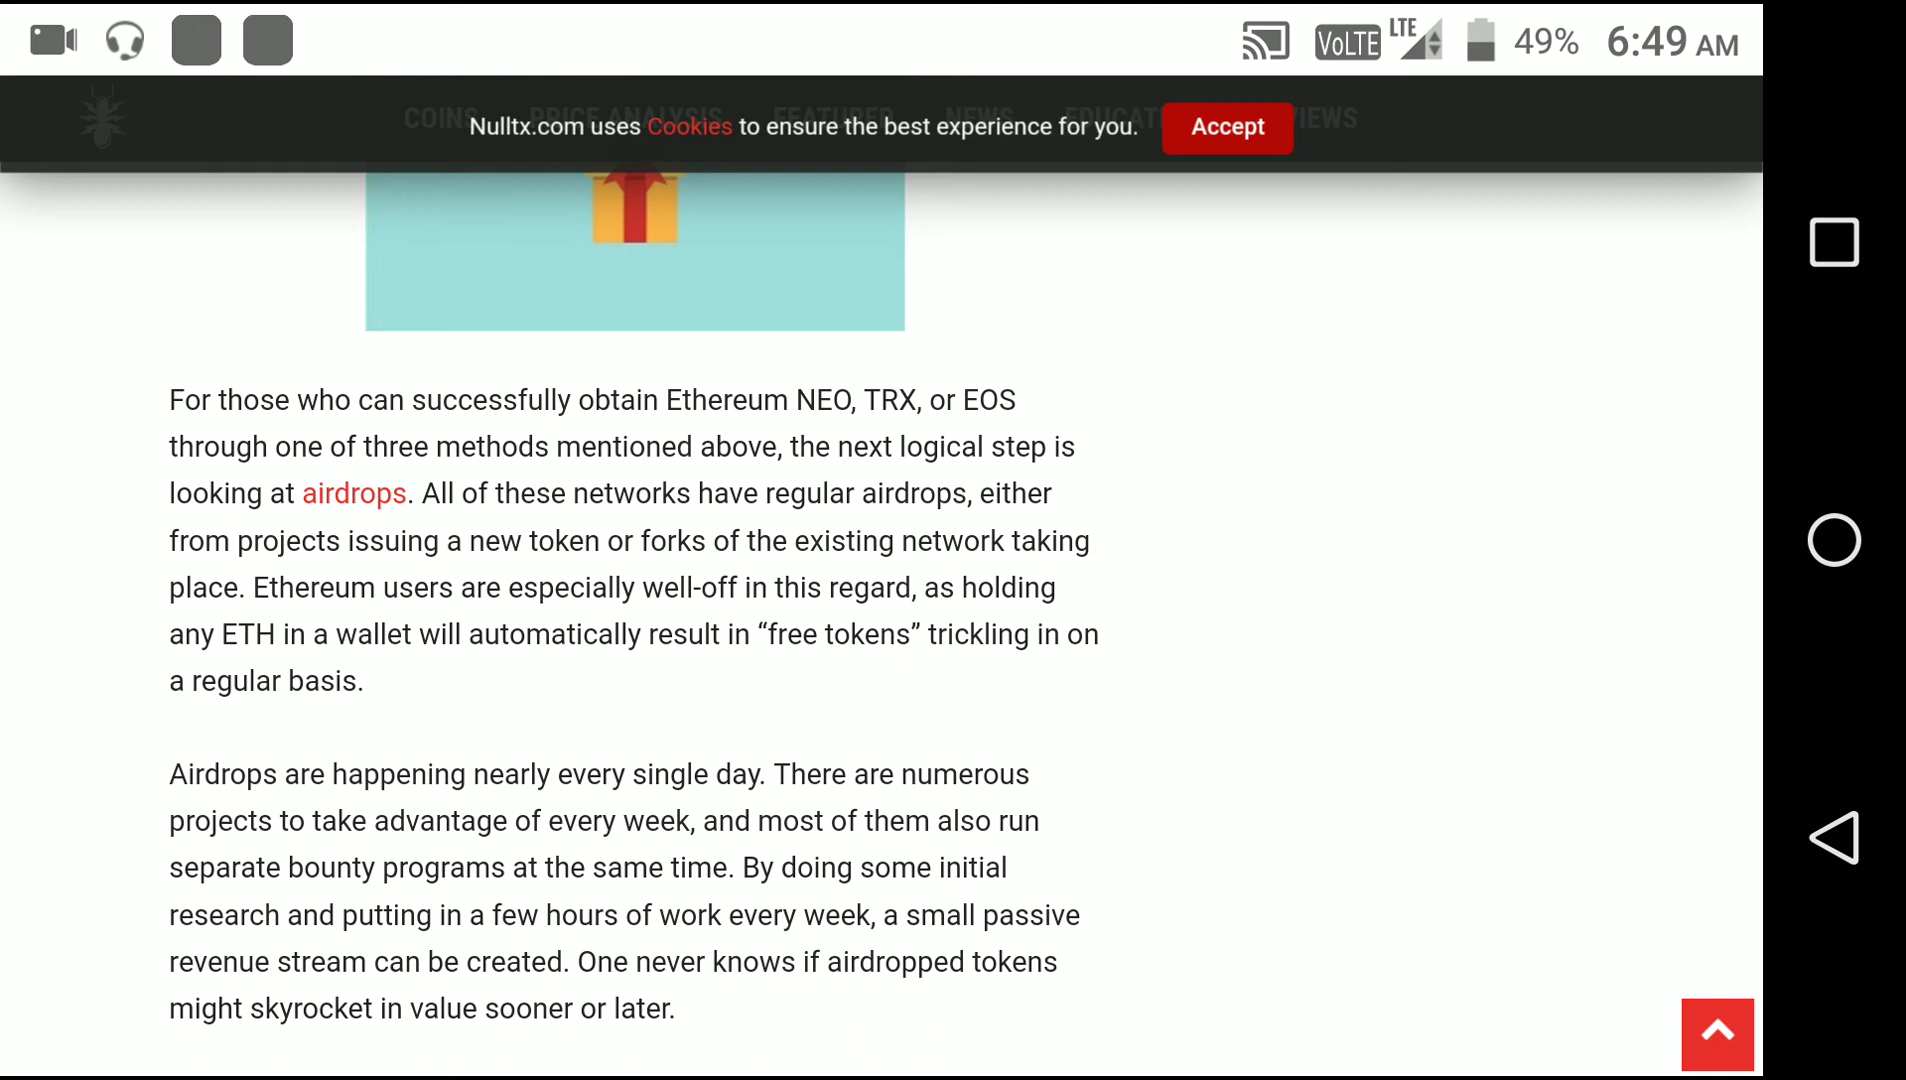 VoLTE LTE 49% 6:49 AM
COINS PRICE ANALYSIS FEATURED NEWS
Nulltx.com uses Cookies to ensure the best experience for you. Accept
For those who can successfully obtain Ethereum NEO, TRX, or EOS
through one of three methods mentioned above, the next logical step is
looking at airdrops. All of these networks have regular airdrops, either
from projects issuing a new token or forks of the existing network taking
place. Ethereum users are especially well-off in this regard, as holding
any ETH in a wallet will automatically result in “free tokens” trickling in on
a regular basis.
Airdrops are happening nearly every single day. There are numerous
projects to take advantage of every week, and most of them also run
separate bounty programs at the same time. By doing some initial
research and putting in a few hours of work every week, a small passive
revenue stream can be created. One never knows if airdropped tokens
might skyrocket in value sooner or later.